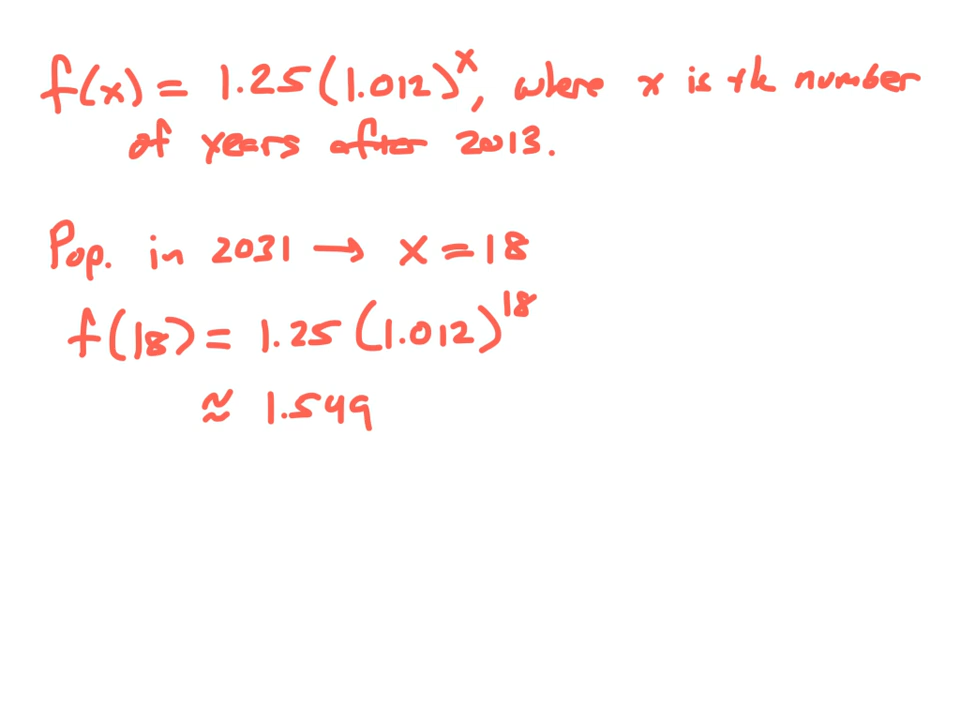 f(x) = 1.25(1.012)^x, where x is the number
of years after 2013.
Pop. in 2031 → x = 18
f(18) = 1.25(1.012)^18
≈ 1.549